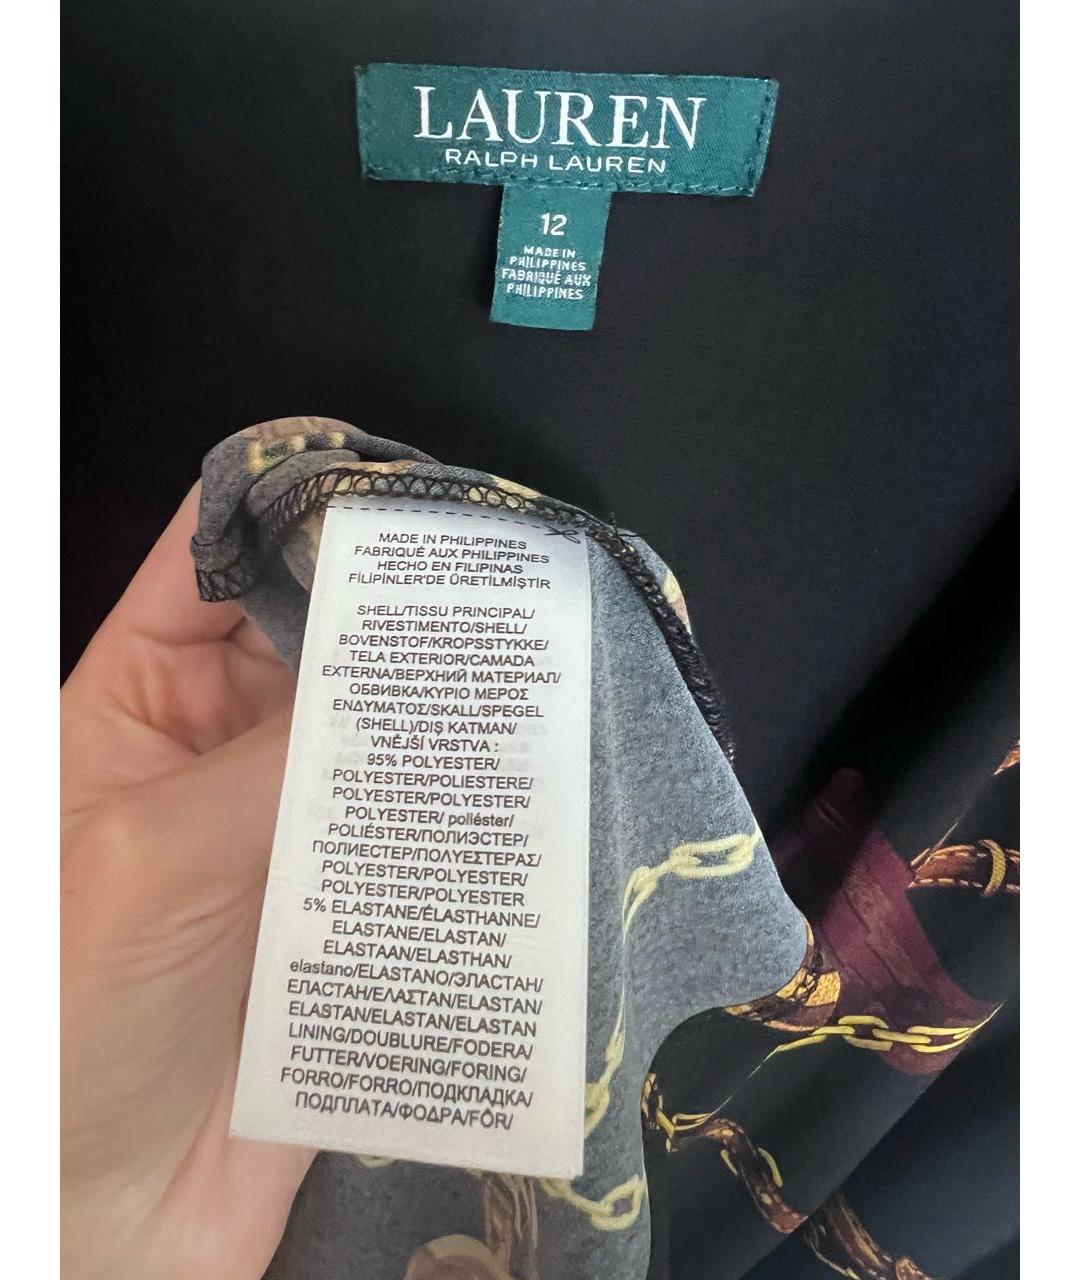 LAUREN
RALPH LAUREN
12
MADE IN
PHILIPPINES
FABRIQUÉ AUX
PHILIPPINES
MADE IN PHILIPPINES
FABRIQUÉ AUX PHILIPPINES
HECHO EN FILIPINAS
FİLİPİNLER'DE ÜRETİLMİŞTİR
SHELL/TISSU PRINCIPAL/
RIVESTIMENTO/SHELL/
BOVENSTOF/KROPSSTYKKE/
TELA EXTERIOR/CAMADA
EXTERNA/ВЕРХНИЙ МАТЕРИАЛ/
ОБВИВКА/ΚΥΡΙΟ ΜΕΡΟΣ
ΕΝΔΥΜΑΤΟΣ/SKALL/SPEGEL
(SHELL)/DIŞ KATMAN/
VNĚJŠÍ VRSTVA :
95% POLYESTER/
POLYESTER/POLIESTERE/
POLYESTER/POLYESTER/
POLYESTER/ poliéster/
POLIÉSTER/ПОЛИЭСТЕР/
ПОЛИЕСТЕР/ΠΟΛΥΕΣΤΕΡΑΣ/
POLYESTER/POLYESTER/
POLYESTER/POLYESTER
5% ELASTANE/ÉLASTHANNE/
ELASTANE/ELASTAN/
ELASTAAN/ELASTHAN/
elastano/ELASTANO/ЭЛАСТАН/
ЕЛАСТАН/ΕΛΑΣΤΑΝ/ELASTAN/
ELASTAN/ELASTAN/ELASTAN
LINING/DOUBLURE/FODERA/
FUTTER/VOERING/FORING/
FORRO/FORRO/ПОДКЛАДКА/
ПОДПЛАТА/ΦΟΔΡΑ/FÔR/